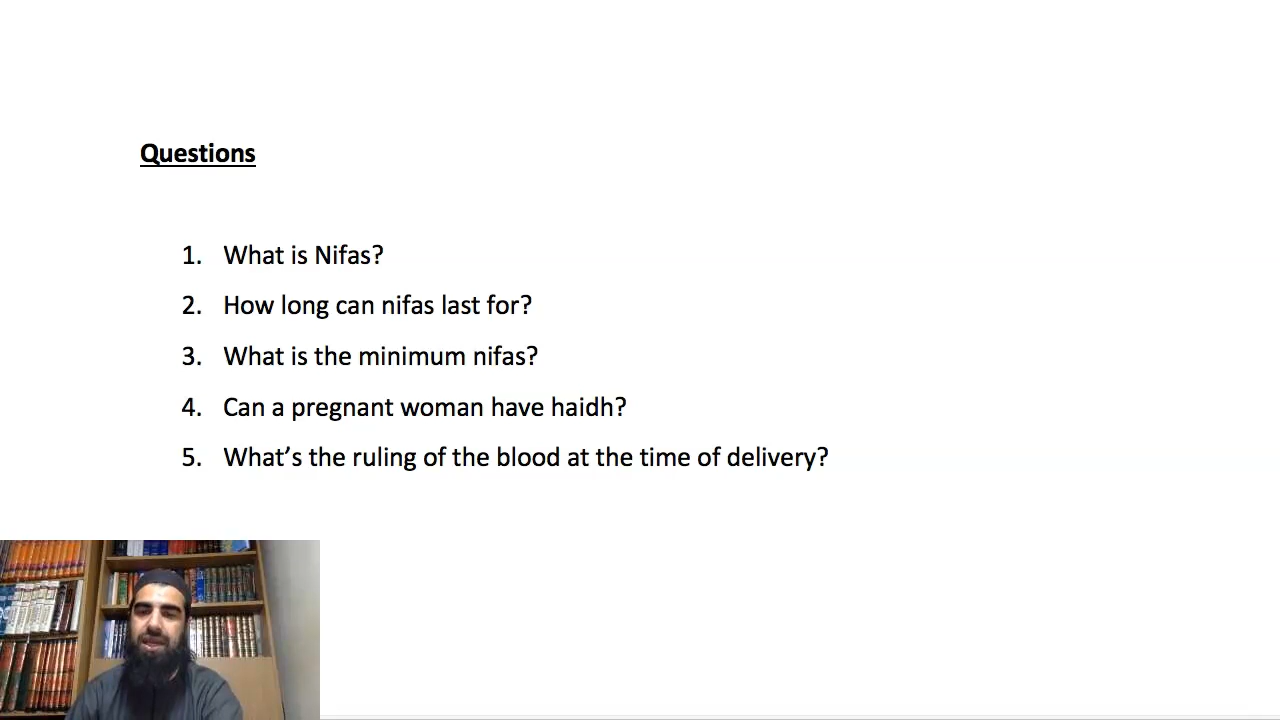 Questions
1. What is Nifas?
2. How long can nifas last for?
3. What is the minimum nifas?
4. Can a pregnant woman have haidh?
5. What’s the ruling of the blood at the time of delivery?